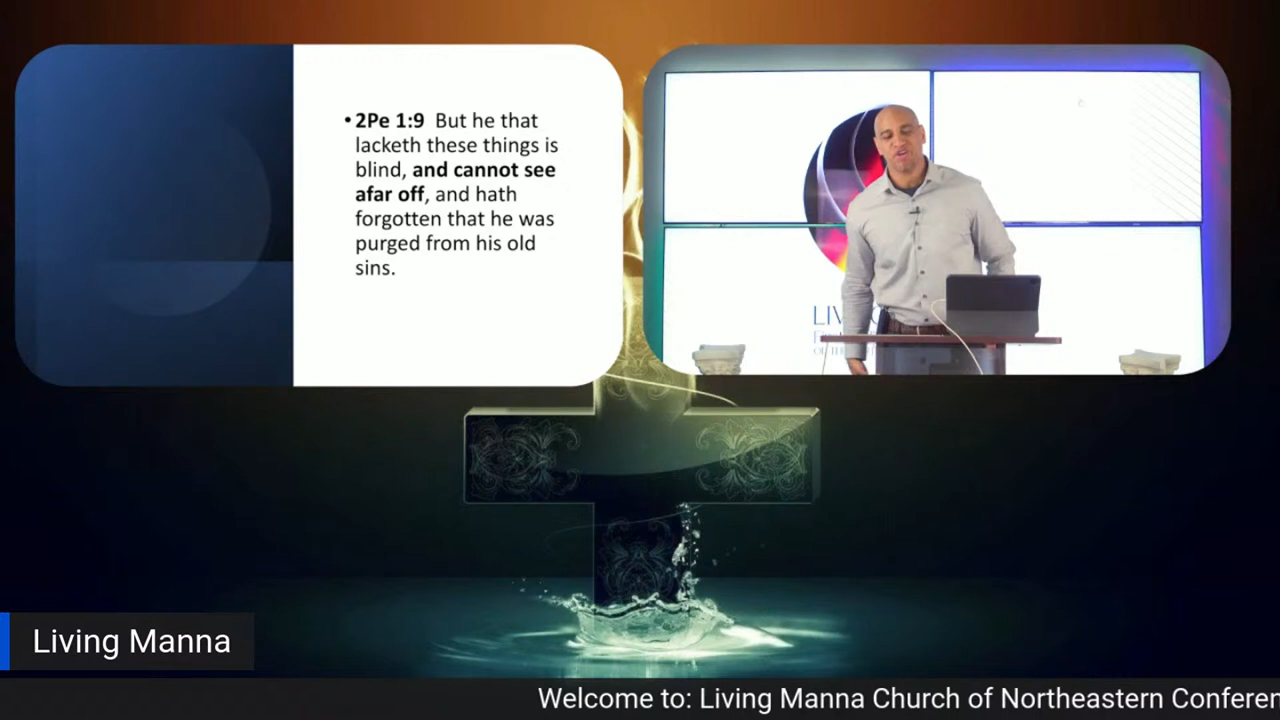 • 2Pe 1:9 But he that
lacketh these things is
blind, and cannot see
afar off, and hath
forgotten that he was
purged from his old
sins.
LIV
Living Manna
Welcome to: Living Manna Church of Northeastern Conferen